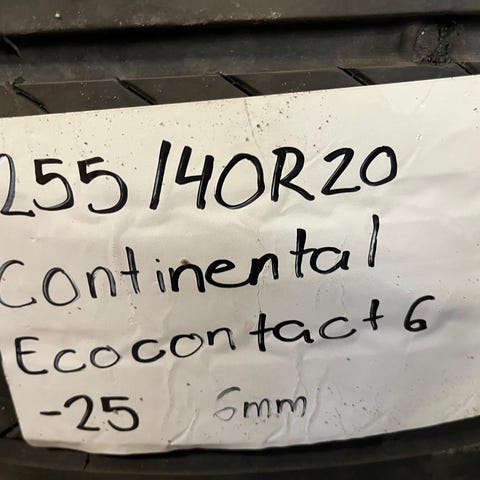 255/40R20
Continental
Ecocontact 6
-25 6mm